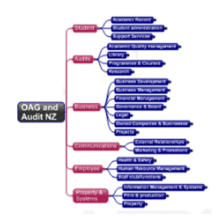 OAG and
Audit NZ
Student
Academic Record
Student administration
Support Services
Audits
Academic Quality management
Library
Programmes & Courses
Research
Business
Business Development
Business Management
Financial Management
Governance & Board
Legal
Owned Companies & Businesses
Projects
Communications
External Relationships
Marketing & Promotions
Employee
Health & Safety
Human Resource Management
Staff
Property &
Systems
Information Management & Systems
Print & production
Property